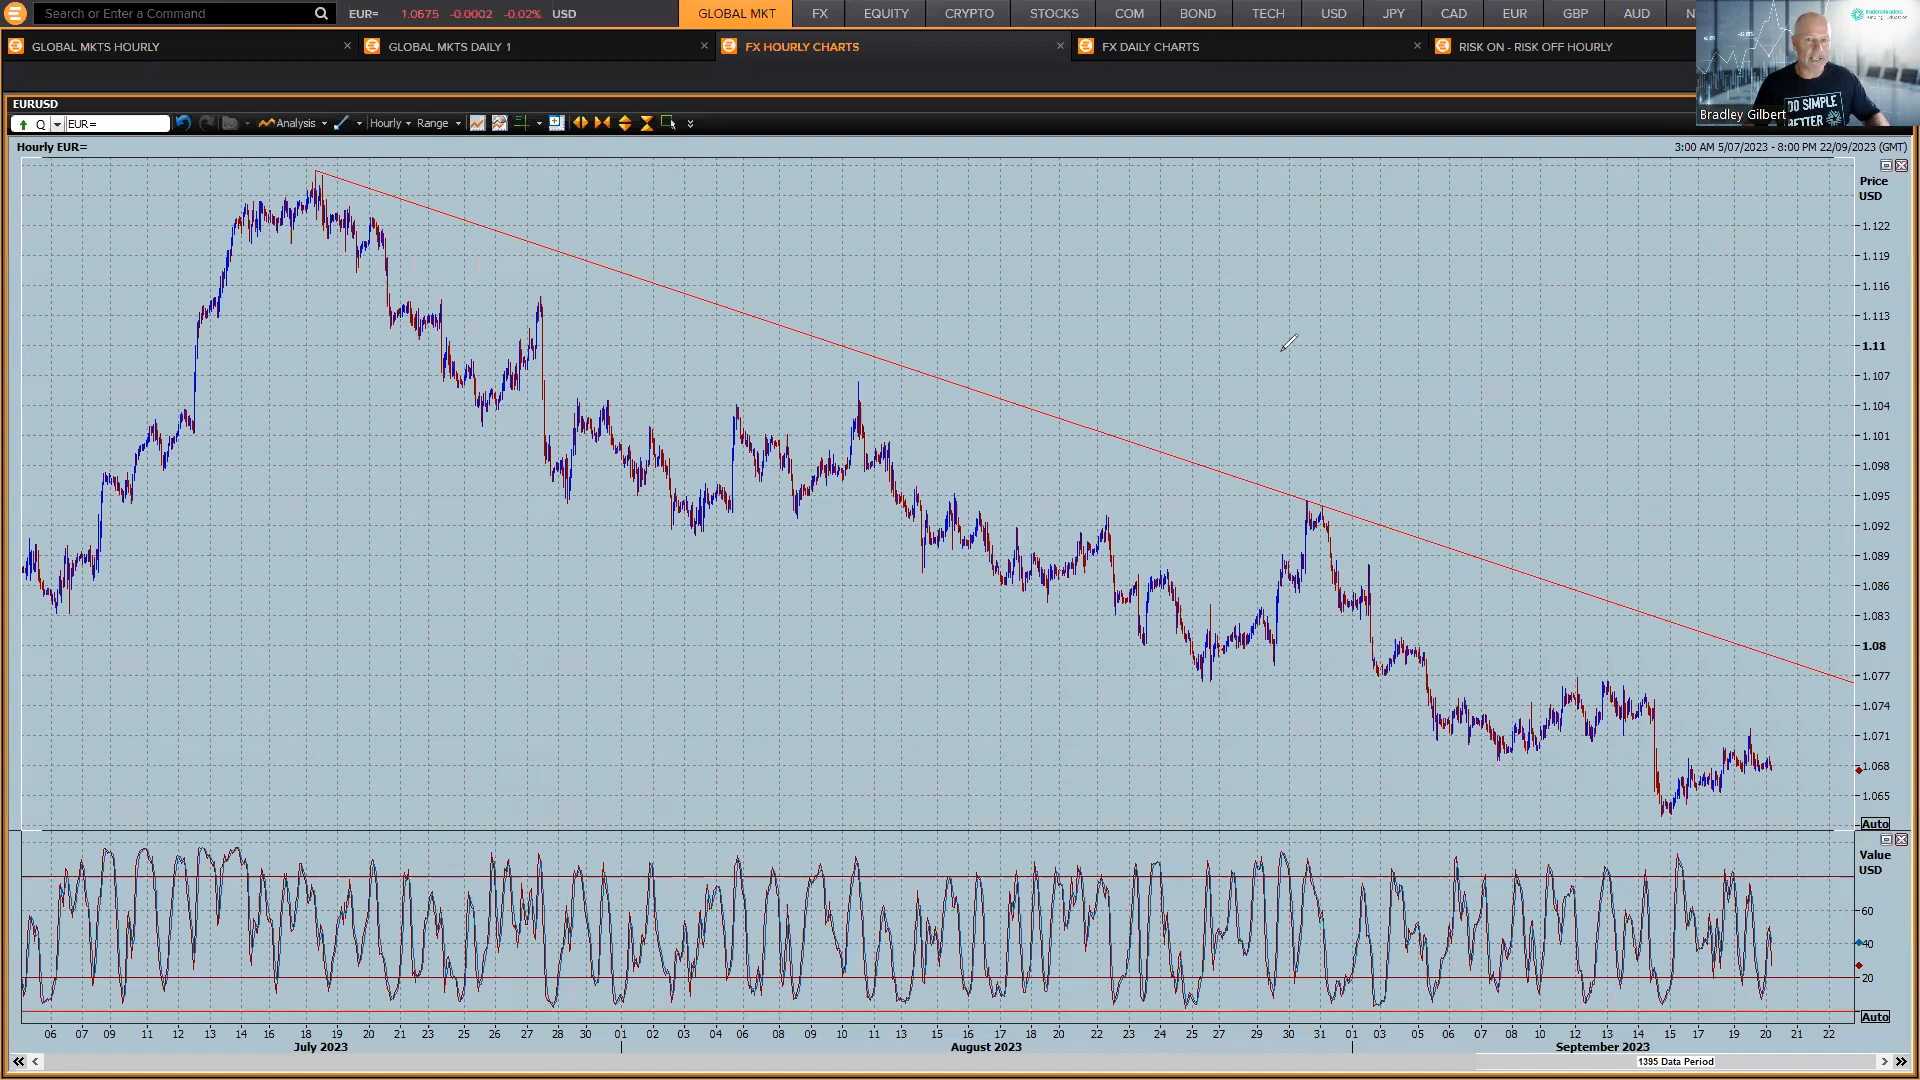 Search or Enter a Command
EUR= 1.0675 -0.0002 -0.02% USD
GLOBAL MKT FX EQUITY CRYPTO STOCKS COM BOND TECH USD JPY CAD EUR GBP AUD N
GLOBAL MKTS HOURLY
GLOBAL MKTS DAILY 1
FX HOURLY CHARTS
FX DAILY CHARTS
RISK ON - RISK OFF HOURLY
traders4traders
DO SIMPLE
BETTER
Bradley Gilbert
EURUSD
Q EUR= Analysis Hourly Range
Hourly EUR=
3:00 AM 5/07/2023 - 8:00 PM 22/09/2023 (GMT)
Price
USD
1.122
1.119
1.116
1.113
1.11
1.107
1.104
1.101
1.098
1.095
1.092
1.089
1.086
1.083
1.08
1.077
1.074
1.071
1.068
1.065
Auto
Value
USD
60
40
20
Auto
06 07 09 11 12 13 14 16 18 19 20 23 25 26 27 28 30 01 02 03 04 06 07 08 09 10 11 13 15 16 17 18 20 21 22 23 24 25 27 29 30 31 01 03 04 05 06 07 08 10 12 13 14 15 17 19 20 21 22
July 2023 August 2023 September 2023
1395 Data Period